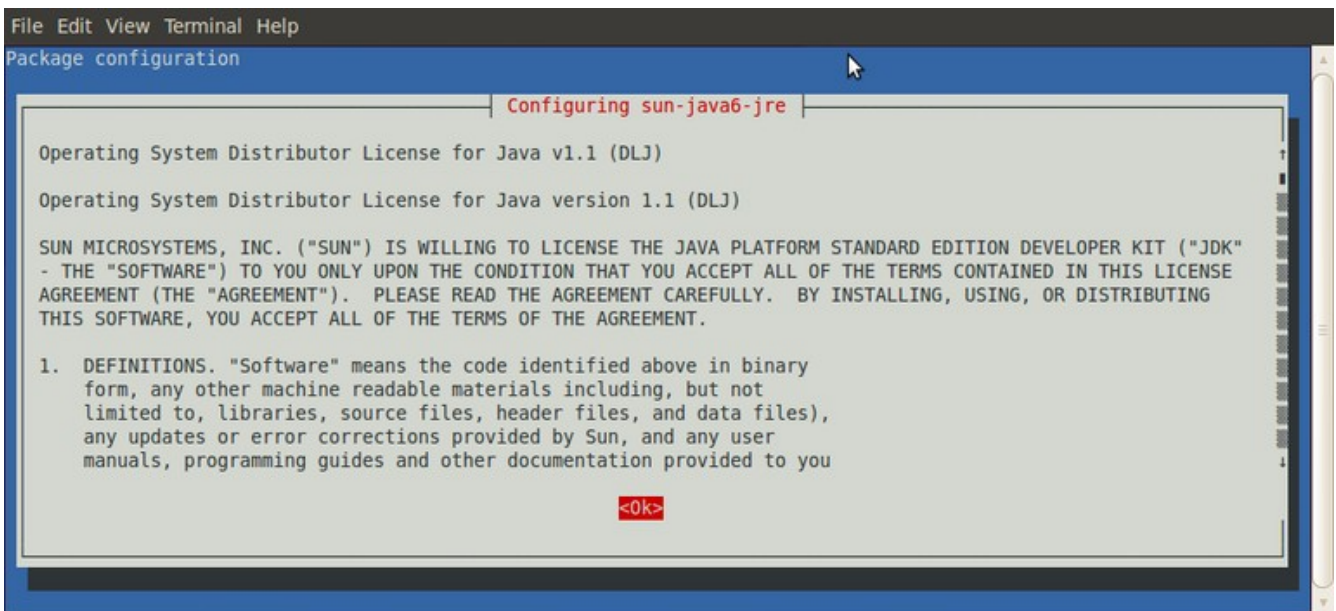 File Edit View Terminal Help
Package configuration
Configuring sun-java6-jre
Operating System Distributor License for Java v1.1 (DLJ)
Operating System Distributor License for Java version 1.1 (DLJ)
SUN MICROSYSTEMS, INC. ("SUN") IS WILLING TO LICENSE THE JAVA PLATFORM STANDARD EDITION DEVELOPER KIT ("JDK"
- THE "SOFTWARE") TO YOU ONLY UPON THE CONDITION THAT YOU ACCEPT ALL OF THE TERMS CONTAINED IN THIS LICENSE
AGREEMENT (THE "AGREEMENT").  PLEASE READ THE AGREEMENT CAREFULLY.  BY INSTALLING, USING, OR DISTRIBUTING
THIS SOFTWARE, YOU ACCEPT ALL OF THE TERMS OF THE AGREEMENT.
1.  DEFINITIONS. "Software" means the code identified above in binary
form, any other machine readable materials including, but not
limited to, libraries, source files, header files, and data files),
any updates or error corrections provided by Sun, and any user
manuals, programming guides and other documentation provided to you
<Ok>